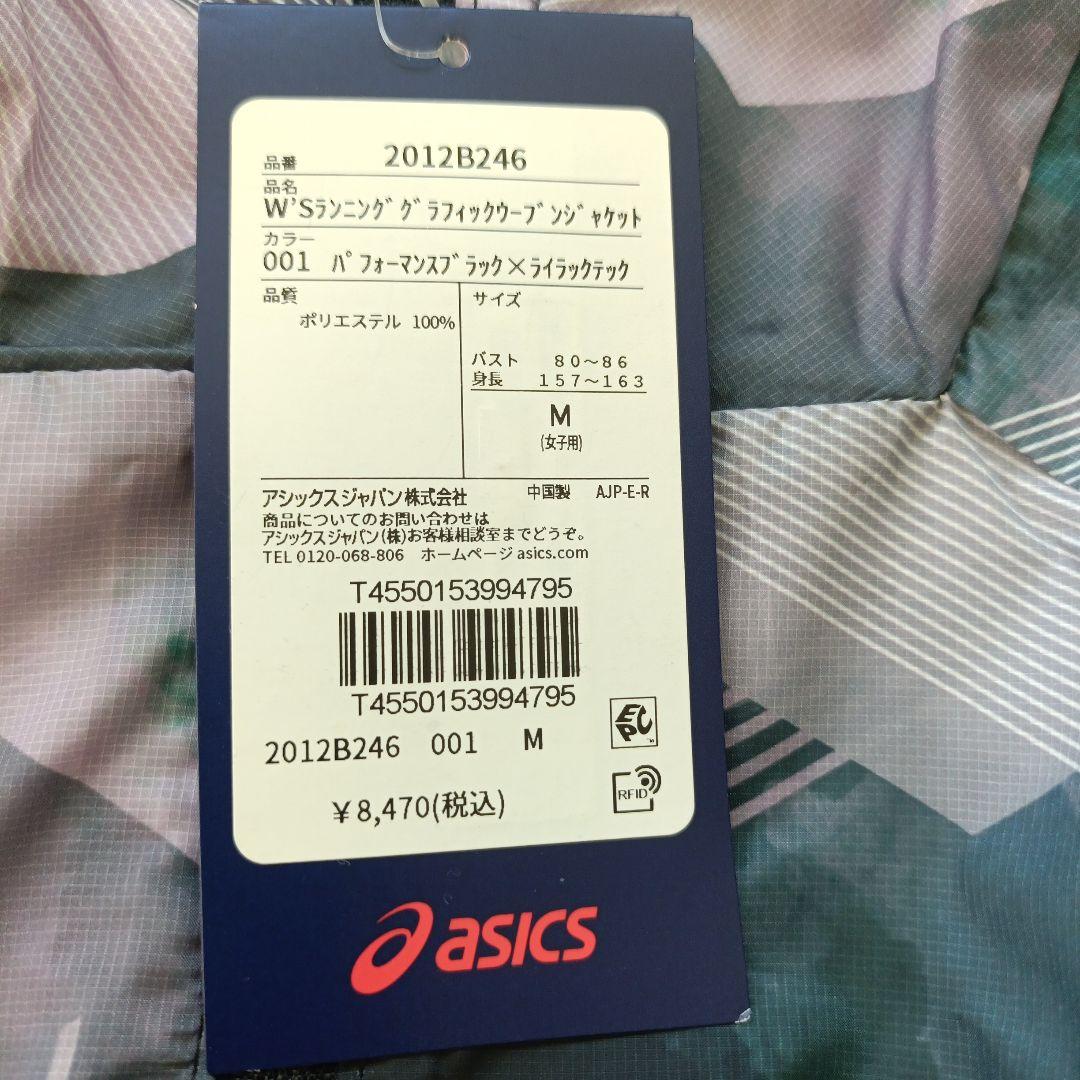 品番 2012B246
品名
W'Sランニンク゛ク゛ラフィックウーフ゛ンシ゛ャケット
カラー
001 ハ゜フォーマンスフ゛ラック×ライラックテック
品質
ポリエステル 100%
サイズ
バスト 80～86
身長 157～163
M
(女子用)
アシックスジャパン株式会社 中国製 AJP-E-R
商品についてのお問い合わせは
アシックスジャパン(株)お客様相談室までどうぞ。
TEL 0120-068-806 ホームページ asics.com
T4550153994795
T4550153994795
2012B246 001 M
EPC
RFID
￥8,470(税込)
asics